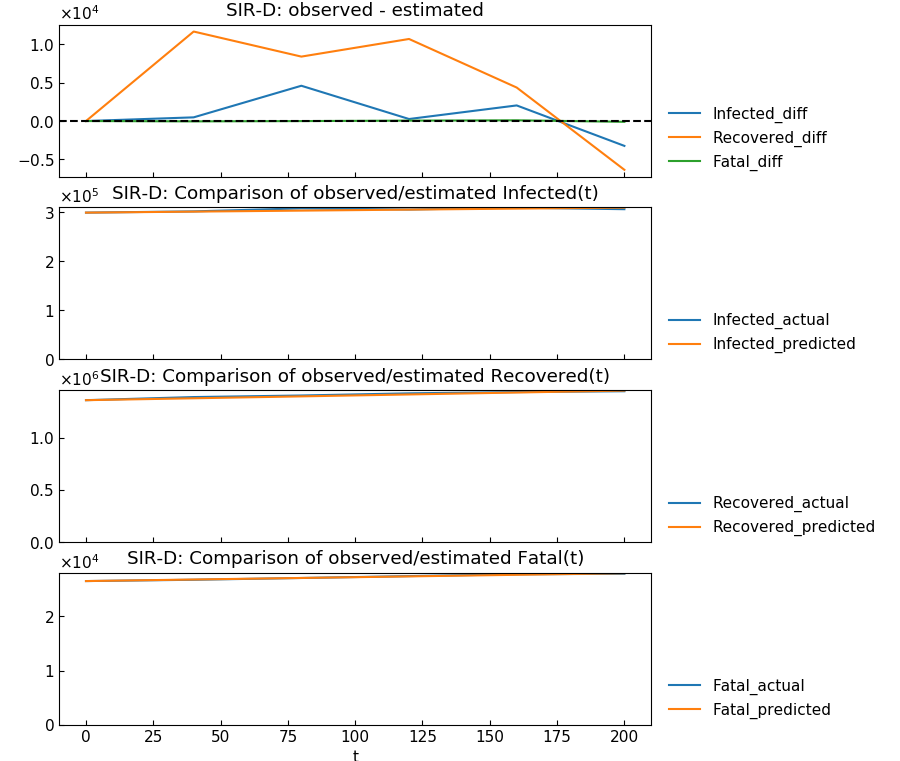 SIR-D: observed - estimated
×10⁴
1.0
0.5
0.0
−0.5
Infected_diff
Recovered_diff
Fatal_diff
SIR-D: Comparison of observed/estimated Infected(t)
×10⁵
3
2
1
0
Infected_actual
Infected_predicted
SIR-D: Comparison of observed/estimated Recovered(t)
×10⁶
1.0
0.5
0.0
Recovered_actual
Recovered_predicted
SIR-D: Comparison of observed/estimated Fatal(t)
×10⁴
2
1
0
Fatal_actual
Fatal_predicted
0 25 50 75 100 125 150 175 200
t